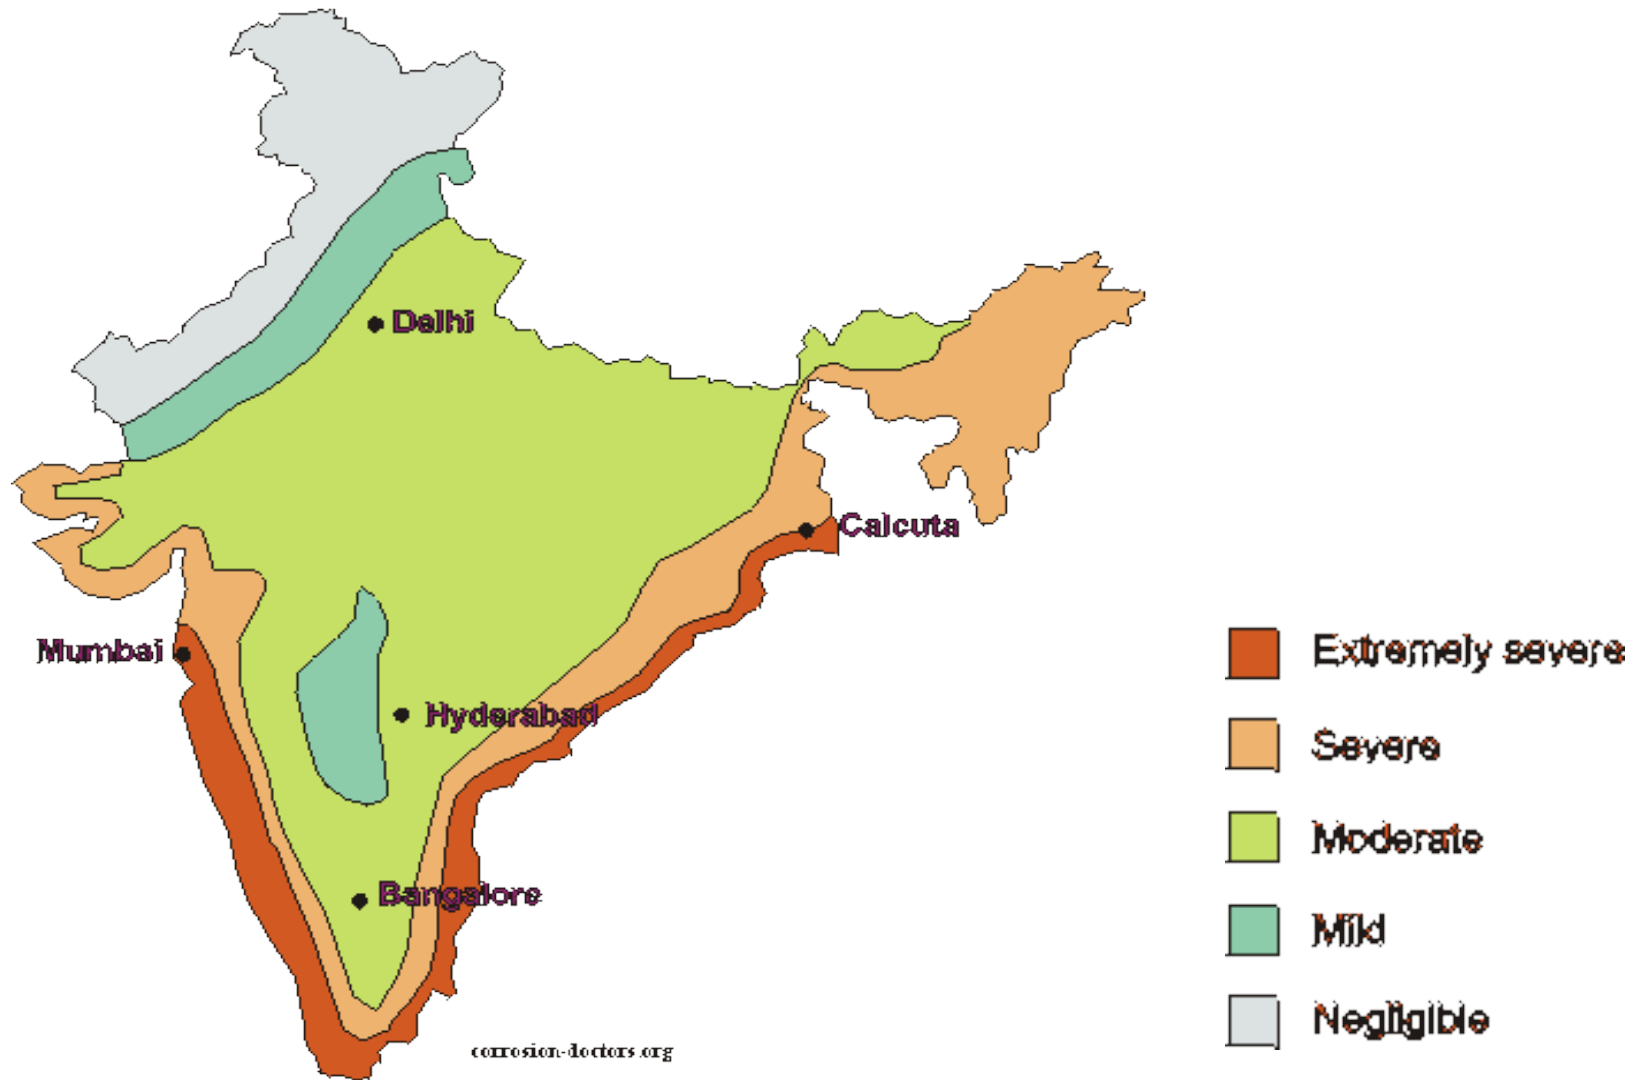 Delhi
Calcuta
Mumbai
Hyderabad
Bangalore
Extremely severe
Severe
Moderate
Mild
Negligible
corrosion-doctors.org